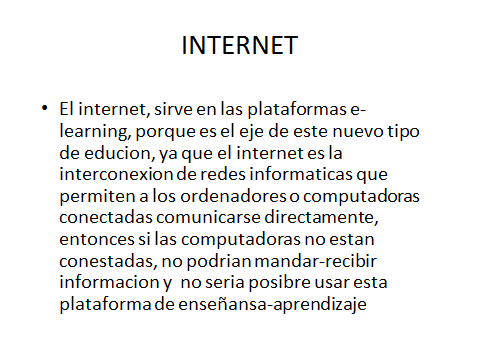 INTERNET
• El internet, sirve en las plataformas e-
learning, porque es el eje de este nuevo tipo
de educion, ya que el internet es la
interconexion de redes informaticas que
permiten a los ordenadores o computadoras
conectadas comunicarse directamente,
entonces si las computadoras no estan
conestadas, no podrian mandar-recibir
informacion y  no seria posibre usar esta
plataforma de enseñansa-aprendizaje